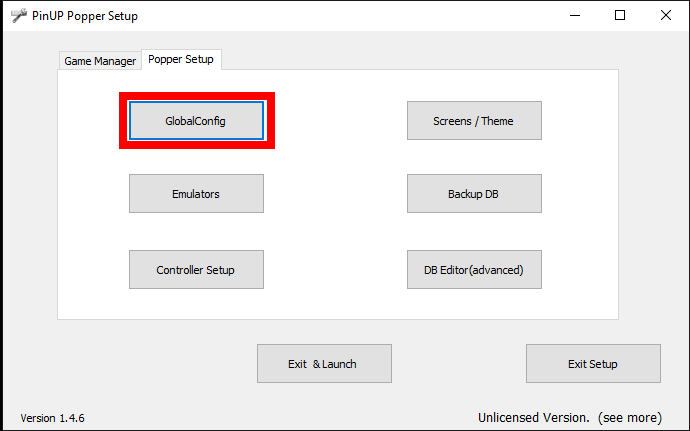 PinUP Popper Setup
Game Manager
Popper Setup
GlobalConfig
Screens / Theme
Emulators
Backup DB
Controller Setup
DB Editor(advanced)
Exit & Launch
Exit Setup
Version 1.4.6
Unlicensed Version. (see more)